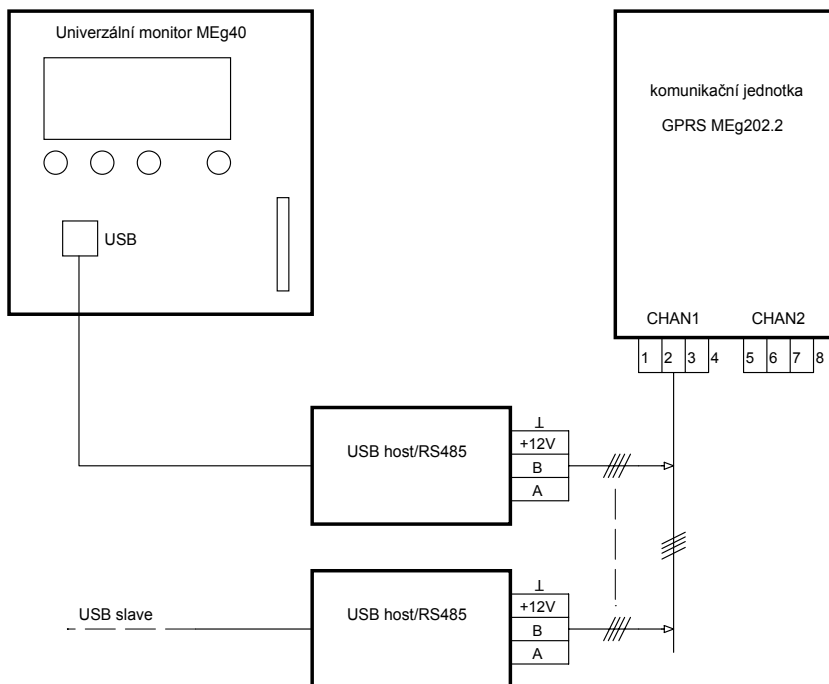 Univerzální monitor MEg40
USB
komunikační jednotka
GPRS MEg202.2
CHAN1 CHAN2
1 2 3 4 5 6 7 8
USB host/RS485
⊥
+12V
B
A
USB slave
USB host/RS485
⊥
+12V
B
A